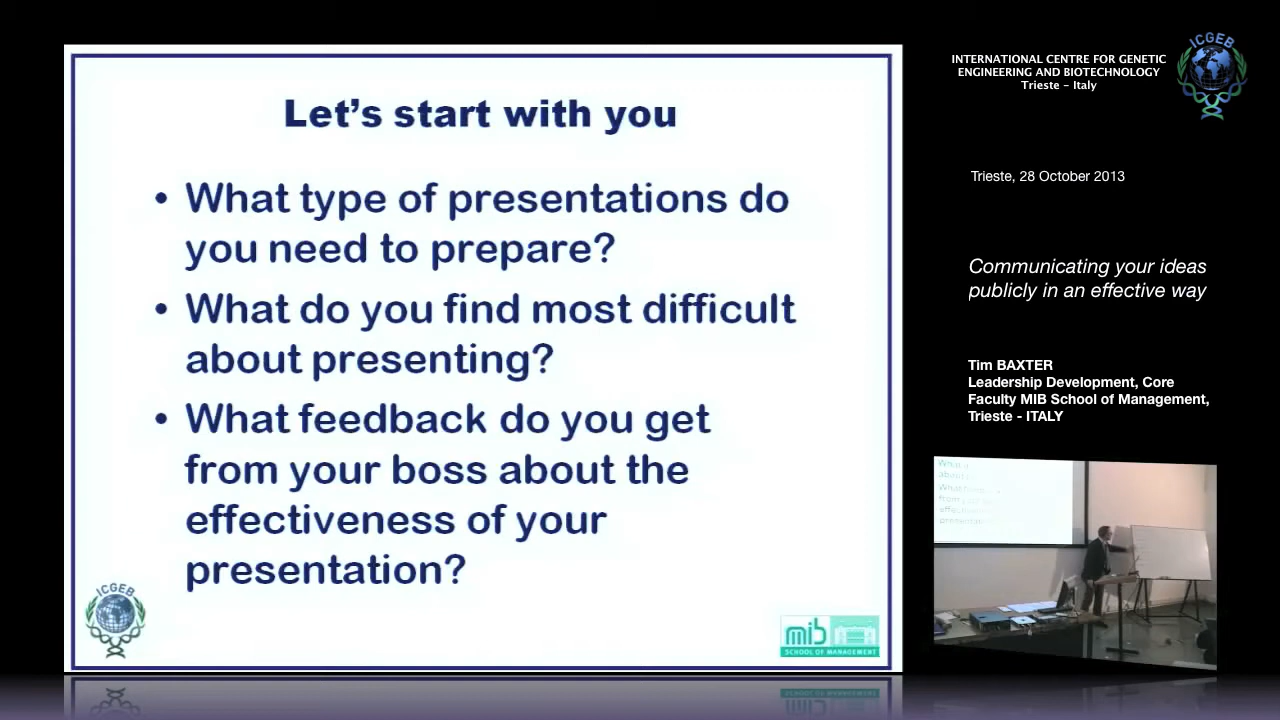 Let's start with you
• What type of presentations do
you need to prepare?
• What do you find most difficult
about presenting?
• What feedback do you get
from your boss about the
effectiveness of your
presentation?
ICGEB
mib
SCHOOL OF MANAGEMENT
INTERNATIONAL CENTRE FOR GENETIC
ENGINEERING AND BIOTECHNOLOGY
Trieste - Italy
ICGEB
Trieste, 28 October 2013
Communicating your ideas
publicly in an effective way
Tim BAXTER
Leadership Development, Core
Faculty MIB School of Management,
Trieste - ITALY